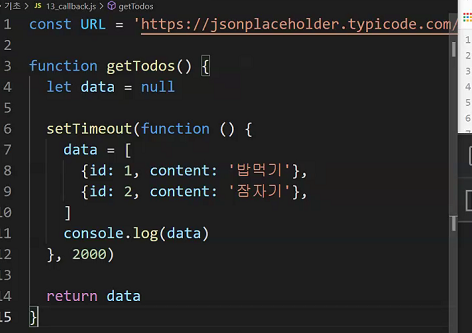 기초 > JS 13_callback.js > getTodos
1 const URL = 'https://jsonplaceholder.typicode.com/
2
3 function getTodos() {
4 let data = null
5
6 setTimeout(function () {
7 data = [
8 {id: 1, content: '밥먹기'},
9 {id: 2, content: '잠자기'},
10 ]
11 console.log(data)
12 }, 2000)
13
14 return data
15 }